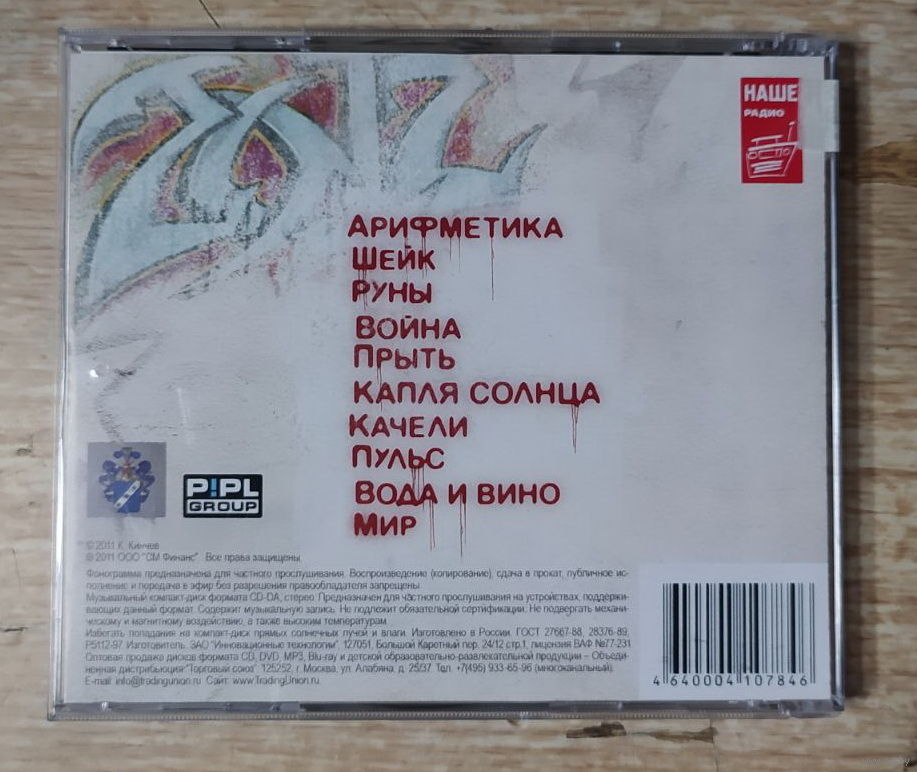 НАШЕ
РАДИО
АРИФМЕТИКА
ШЕЙК
РУНЫ
ВОЙНА
ПРЫТЬ
КАПЛЯ СОЛНЦА
КАЧЕЛИ
ПУЛЬС
ВОДА И ВИНО
МИР
P!PL
GROUP
© 2011 К. Кинчев
℗ 2011 ООО "СМ Финанс" Все права защищены.
Фонограмма предназначена для частного прослушивания. Воспроизведение (копирование), сдача в прокат, публичное ис-
полнение и передача в эфир без разрешения правообладателя запрещены.
Музыкальный компакт-диск формата CD-DA, стерео. Предназначен для частного прослушивания на устройствах, поддержи-
вающих данный формат. Содержит музыкальную запись. Не подлежит обязательной сертификации. Не подвергать механи-
ческому и магнитному воздействию, а также высоким температурам.
Избегать попадания на компакт-диск прямых солнечных лучей и влаги. Изготовлено в России. ГОСТ 27667-88, 28376-89,
Р5112-97. Изготовитель: ЗАО "Инновационные технологии", 127051, Большой Каретный пер. 24/12 стр.1, лицензия ВАФ №77-231
Оптовая продажа дисков формата CD, DVD, MP3, Blu-ray и детской образовательно-развлекательной продукции – Объеди-
ненная дистрибьюция "Торговый союз" 125252, г. Москва, ул. Алабяна, д. 25/37. Тел. +7(495) 933-65-96 (многоканальный).
E-mail: info@tradingunion.ru Сайт: www.TradingUnion.ru
4 640004 107846